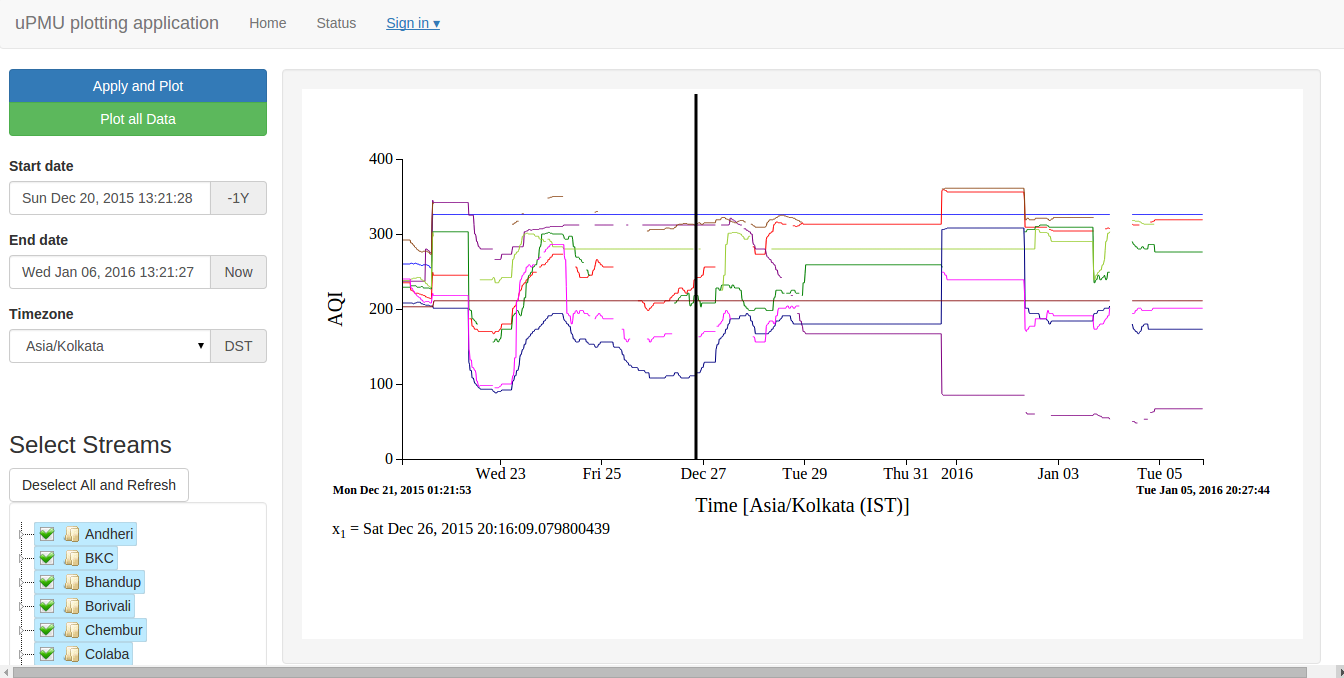 uPMU plotting application Home Status Sign in ▾
Apply and Plot
Plot all Data
Start date
Sun Dec 20, 2015 13:21:28 -1Y
End date
Wed Jan 06, 2016 13:21:27 Now
Timezone
Asia/Kolkata DST
Select Streams
Deselect All and Refresh
Andheri
BKC
Bhandup
Borivali
Chembur
Colaba
400
300
200
100
0
AQI
Wed 23 Fri 25 Dec 27 Tue 29 Thu 31 2016 Jan 03 Tue 05
Mon Dec 21, 2015 01:21:53 Tue Jan 05, 2016 20:27:44
Time [Asia/Kolkata (IST)]
x1 = Sat Dec 26, 2015 20:16:09.079800439